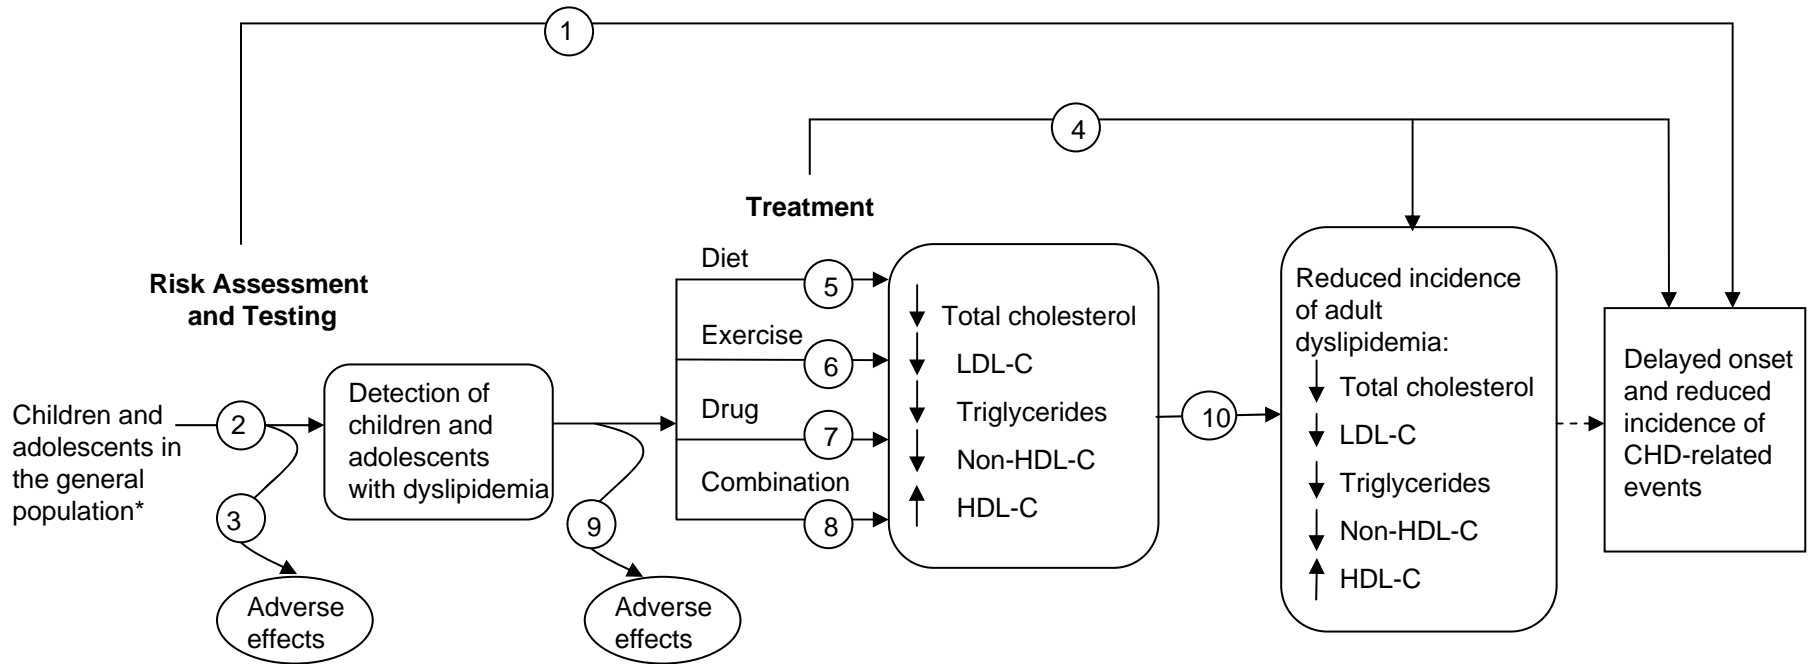 1
4
Treatment
Risk Assessment
and Testing
Children and
adolescents in
the general
population*
2
3
Adverse
effects
Detection of
children and
adolescents
with dyslipidemia
9
Adverse
effects
Diet
5
Exercise
6
Drug
7
Combination
8
↓ Total cholesterol
↓ LDL-C
↓ Triglycerides
↓ Non-HDL-C
↑ HDL-C
10
Reduced incidence
of adult
dyslipidemia:
↓ Total cholesterol
↓ LDL-C
↓ Triglycerides
↓ Non-HDL-C
↑ HDL-C
Delayed onset
and reduced
incidence of
CHD-related
events